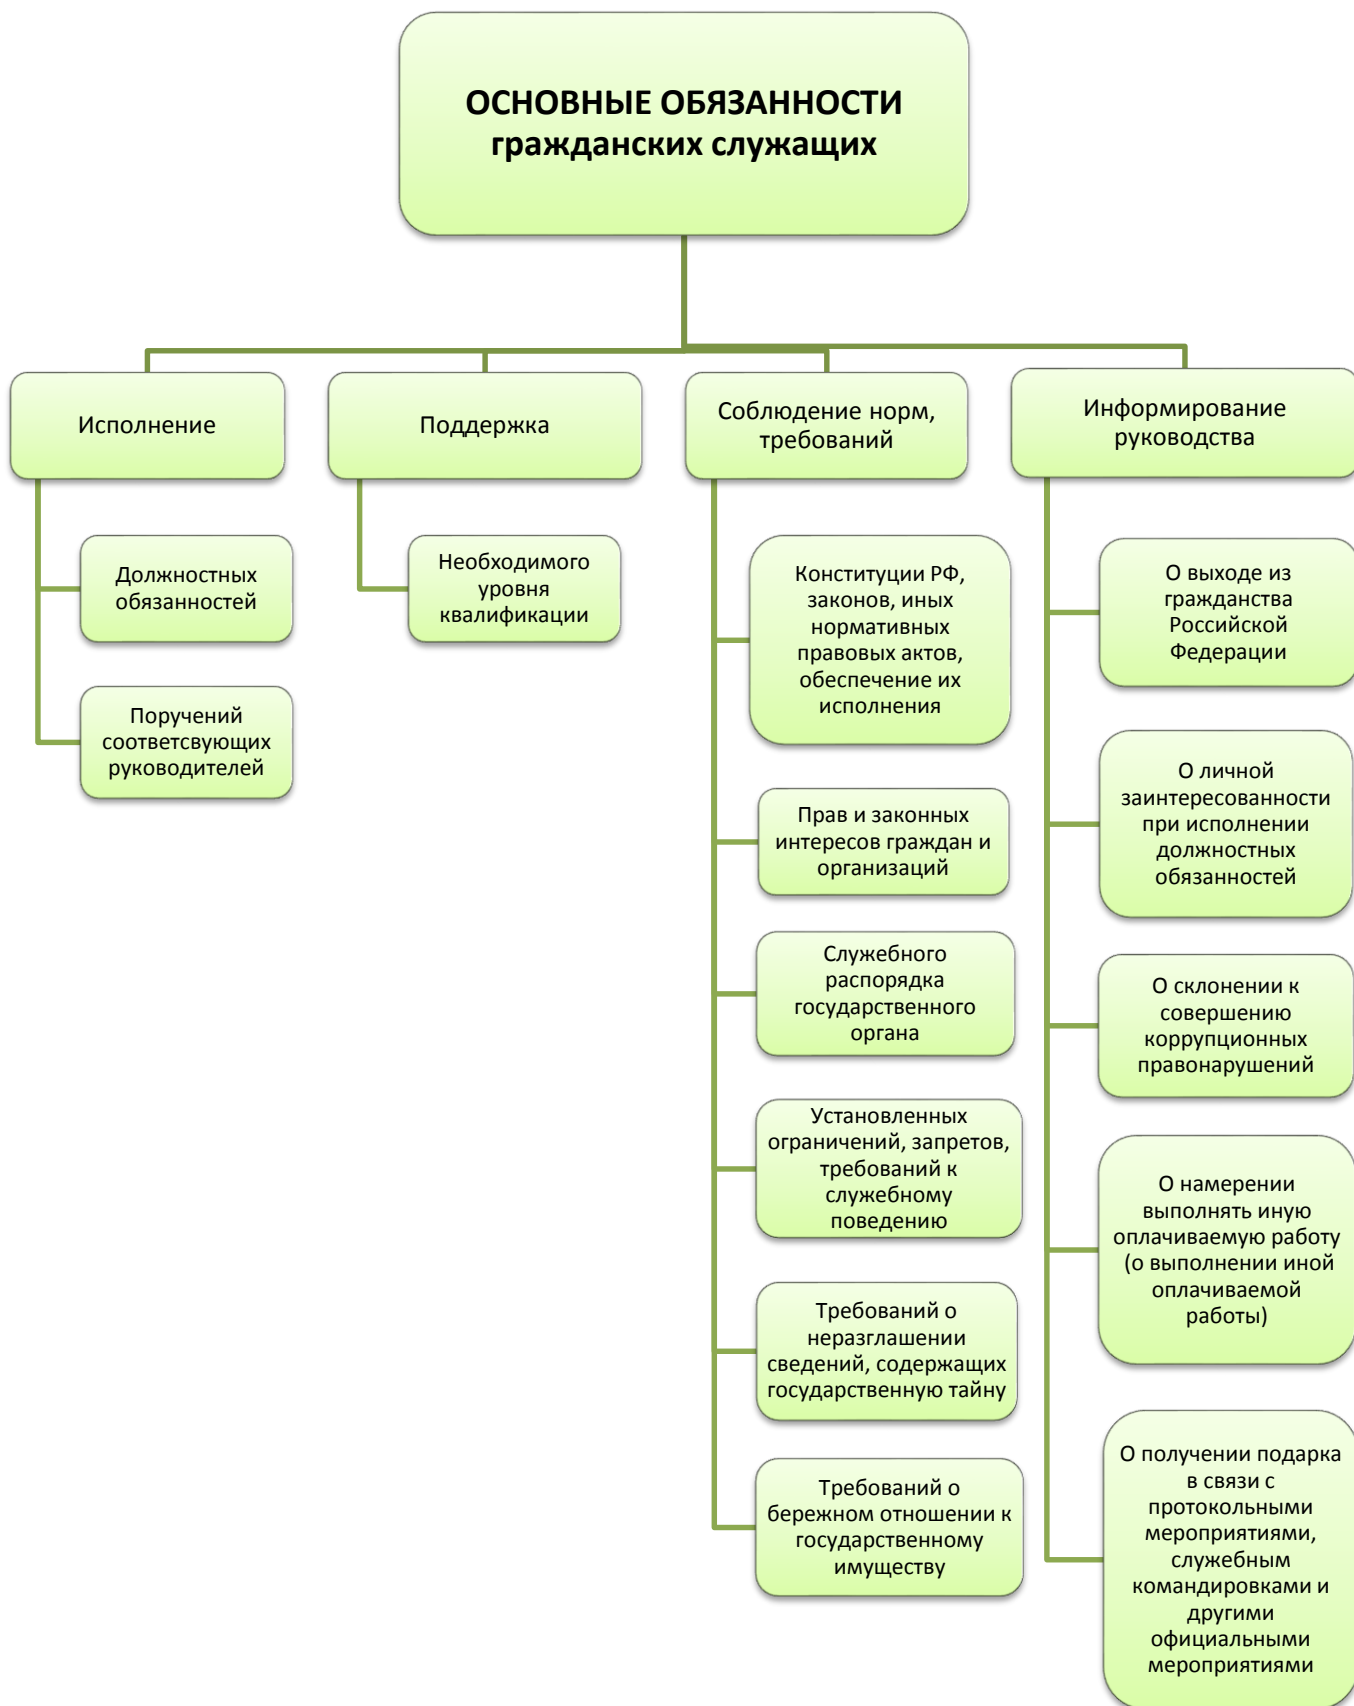 ОСНОВНЫЕ ОБЯЗАННОСТИ
гражданских служащих
Исполнение
Должностных
обязанностей
Поручений
соответсвующих
руководителей
Поддержка
Необходимого
уровня
квалификации
Соблюдение норм,
требований
Конституции РФ,
законов, иных
нормативных
правовых актов,
обеспечение их
исполнения
Прав и законных
интересов граждан и
организаций
Служебного
распорядка
государственного
органа
Установленных
ограничений, запретов,
требований к
служебному
поведению
Требований о
неразглашении
сведений, содержащих
государственную тайну
Требований о
бережном отношении к
государственному
имуществу
Информирование
руководства
О выходе из
гражданства
Российской
Федерации
О личной
заинтересованности
при исполнении
должностных
обязанностей
О склонении к
совершению
коррупционных
правонарушений
О намерении
выполнять иную
оплачиваемую работу
(о выполнении иной
оплачиваемой
работы)
О получении подарка
в связи с
протокольными
мероприятиями,
служебным
командировками и
другими
официальными
мероприятиями